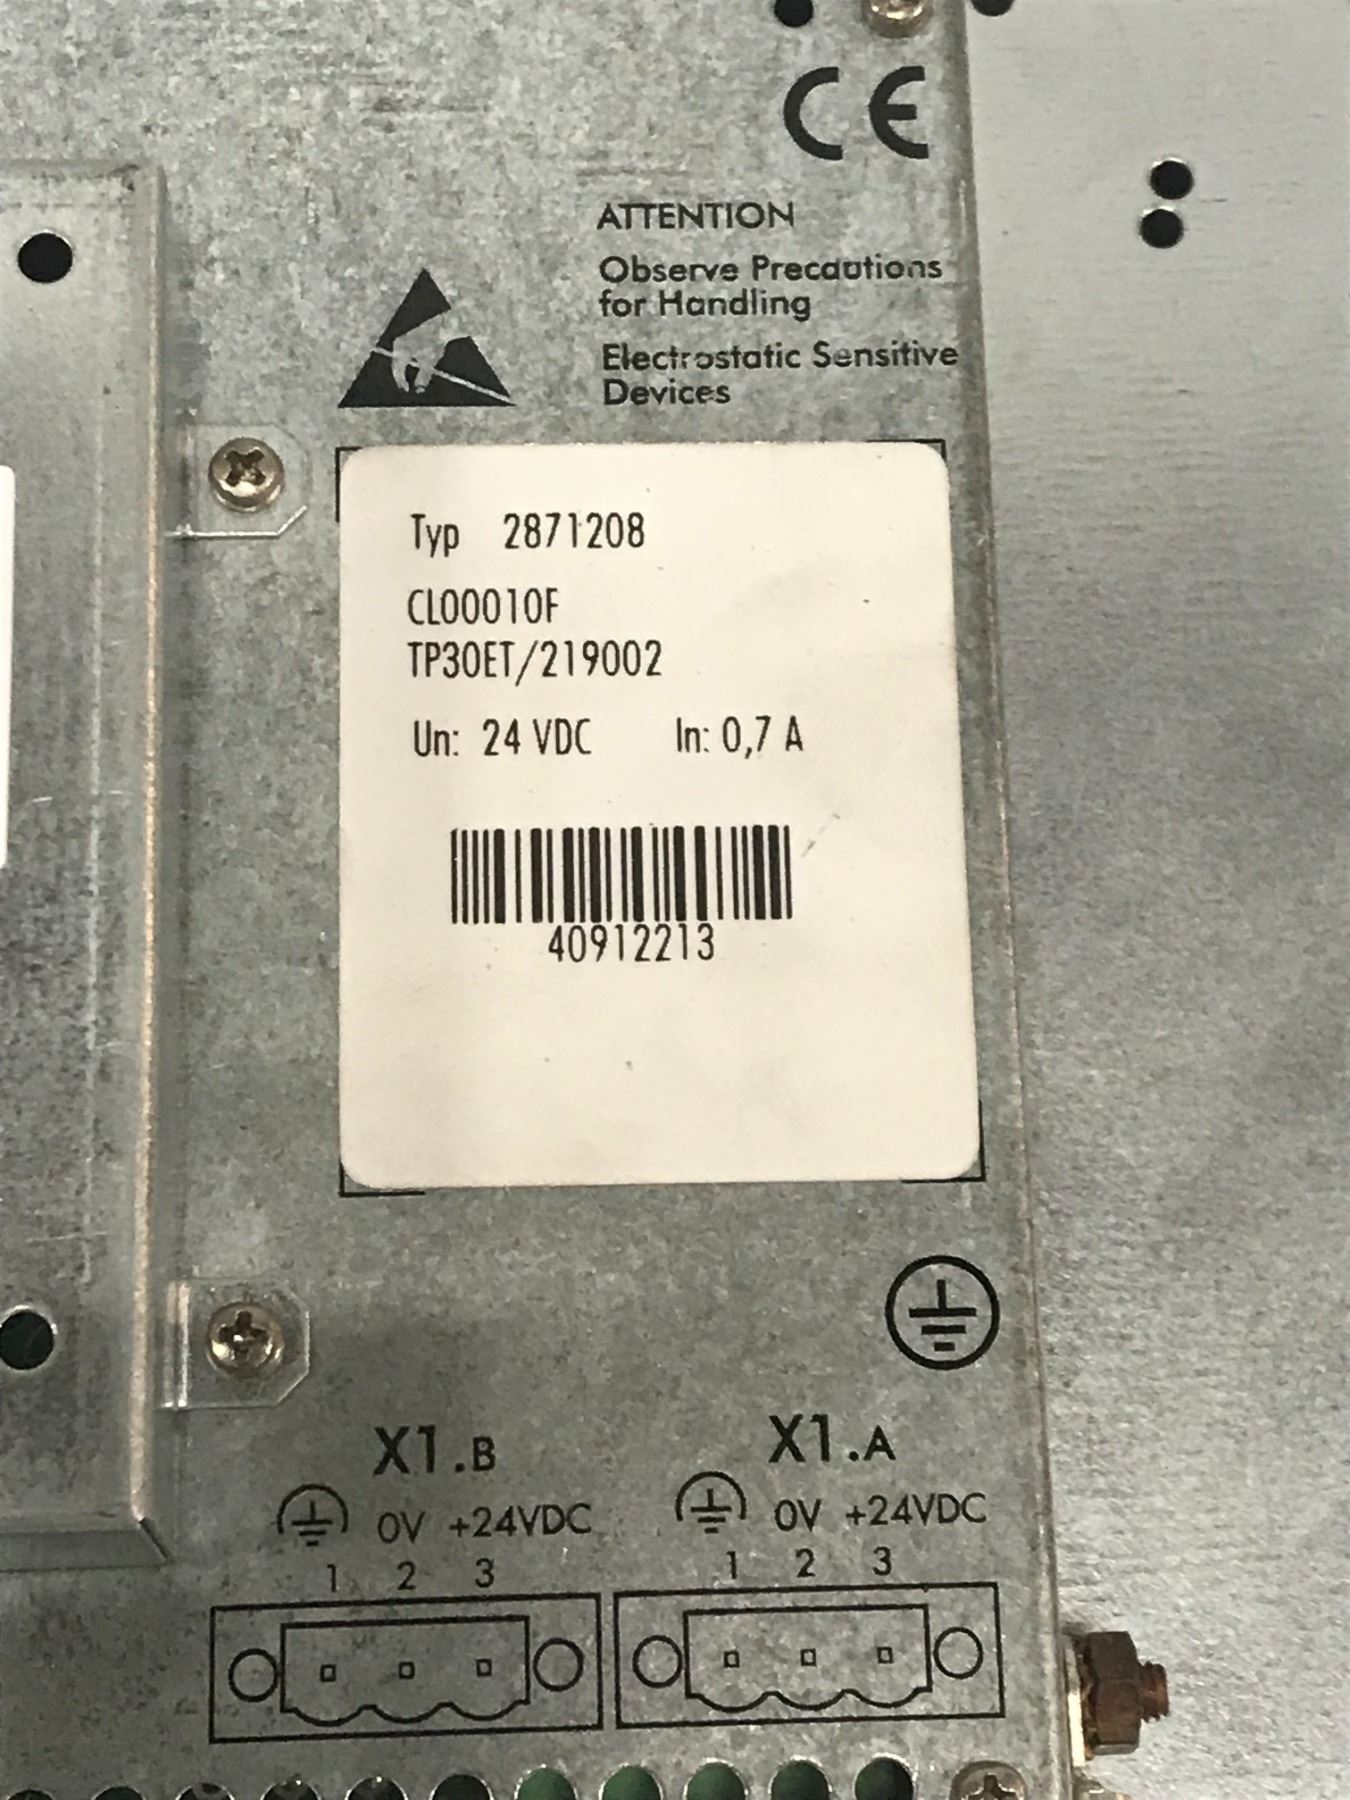 CE
ATTENTION
Observe Precautions
for Handling
Electrostatic Sensitive
Devices
Typ 2871208
CL00010F
TP30ET/219002
Un: 24 VDC In: 0,7 A
40912213
X1.B
0V +24VDC
1 2 3
X1.A
0V +24VDC
1 2 3